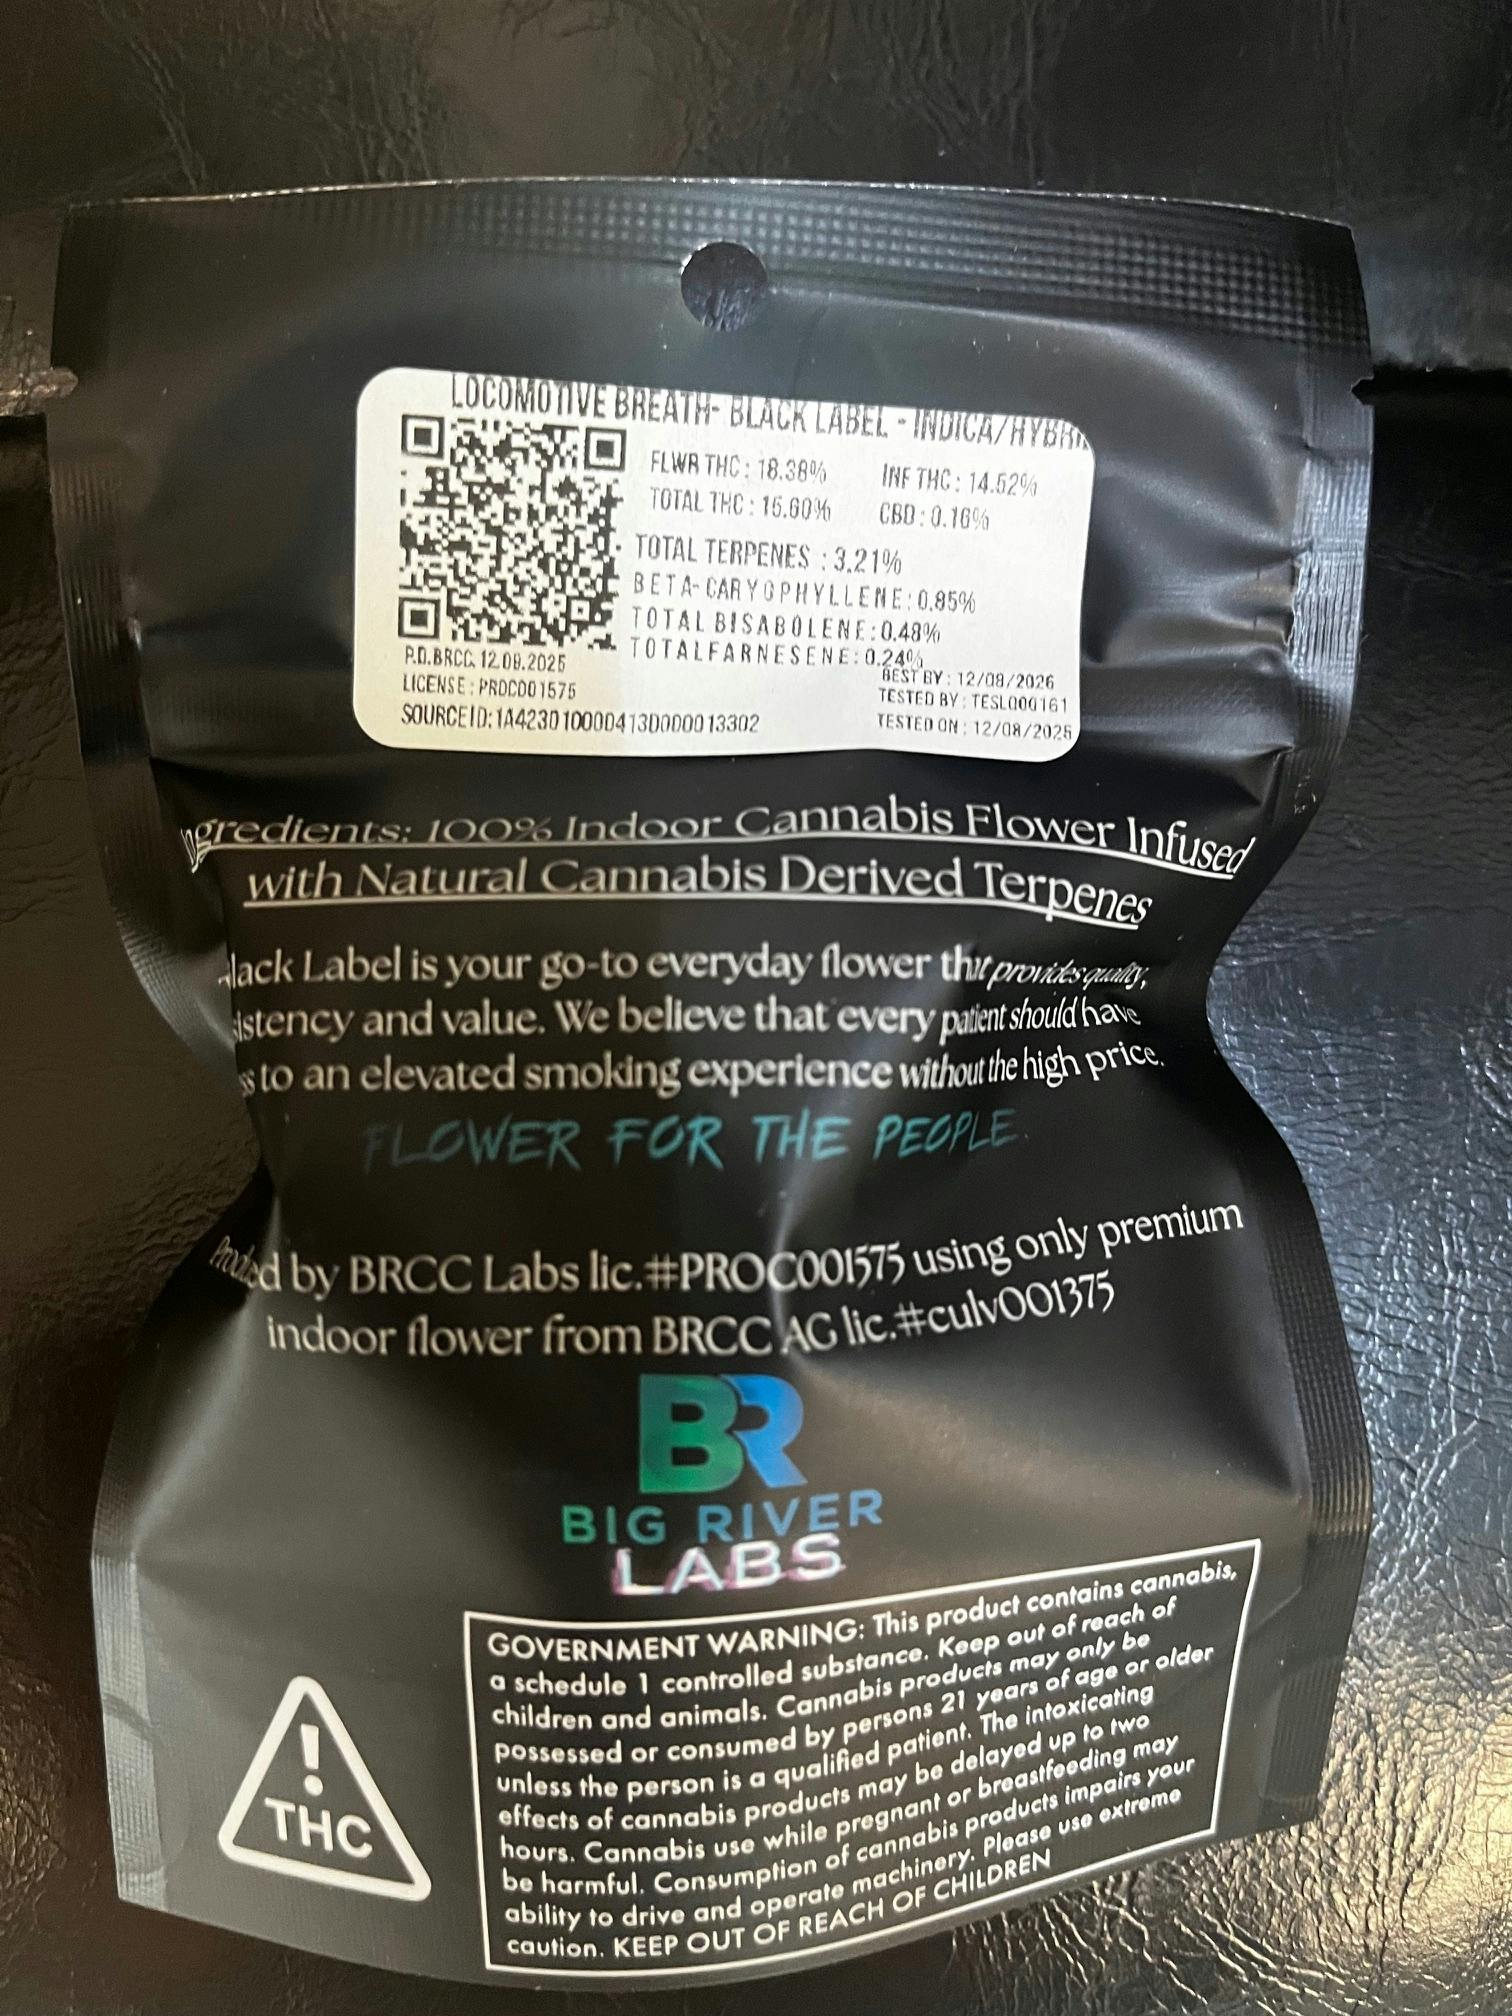 LOCOMOTIVE BREATH- BLACK LABEL - INDICA/HYBRI
FLWR THC : 18.38% INF THC : 14.52%
TOTAL THC : 15.60% CBD : 0.16%
TOTAL TERPENES : 3.21%
BETA-CARYOPHYLLENE: 0.85%
TOTAL BISABOLENE: 0.48%
TOTALFARNESENE: 0.24%
P.D.BRCC. 12.08.2025
LICENSE : PROC001575
SOURCE ID: 1A423010000413D000013302
BEST BY : 12/08/2026
TESTED BY : TESL000161
TESTED ON : 12/08/2025
ngredients: 100% Indoor Cannabis Flower Infused
with Natural Cannabis Derived Terpenes
lack Label is your go-to everyday flower that provides quality,
istency and value. We believe that every patient should have
ss to an elevated smoking experience without the high price.
FLOWER FOR THE PEOPLE.
by BRCC Labs lic.#PROC001575 using only premium
indoor flower from BRCC AG lic.#culv001375
BR
BIG RIVER
LABS
GOVERNMENT WARNING: This product contains cannabis,
a schedule 1 controlled substance. Keep out of reach of
children and animals. Cannabis products may only be
possessed or consumed by persons 21 years of age or older
unless the person is a qualified patient. The intoxicating
effects of cannabis products may be delayed up to two
hours. Cannabis use while pregnant or breastfeeding may
be harmful. Consumption of cannabis products impairs your
ability to drive and operate machinery. Please use extreme
caution. KEEP OUT OF REACH OF CHILDREN
!
THC